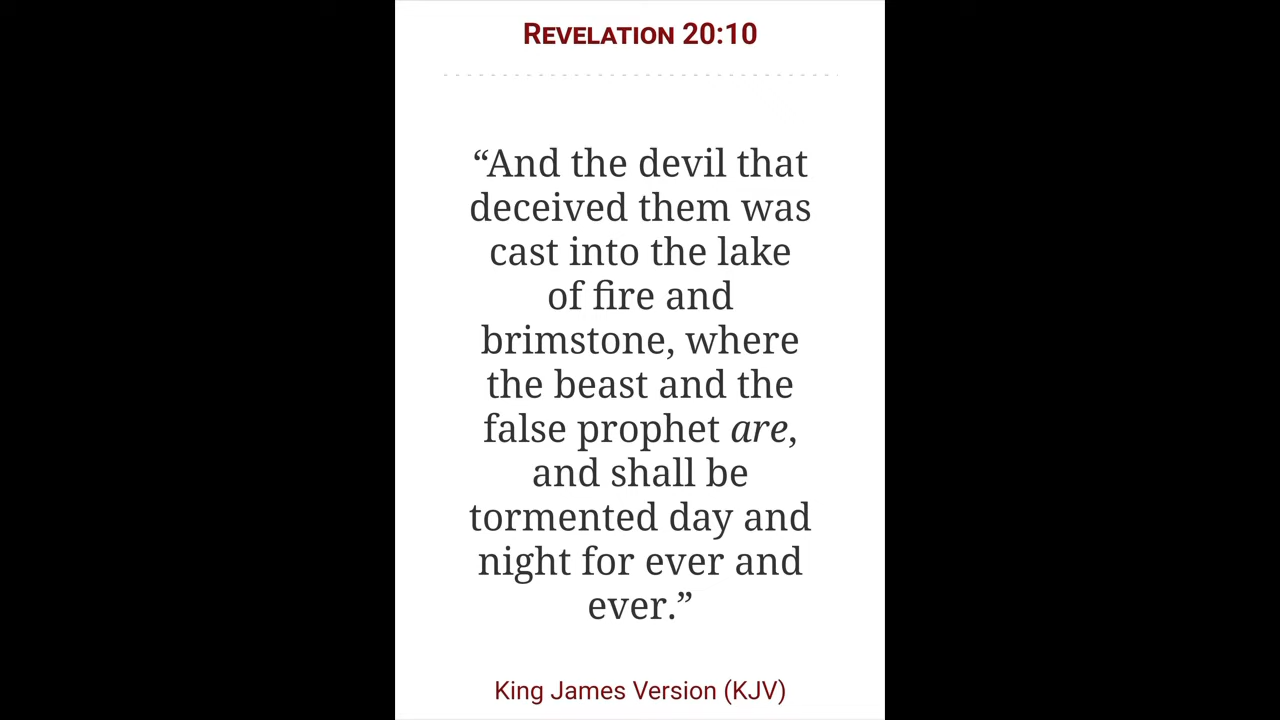 REVELATION 20:10
“And the devil that
deceived them was
cast into the lake
of fire and
brimstone, where
the beast and the
false prophet are,
and shall be
tormented day and
night for ever and
ever.”
King James Version (KJV)